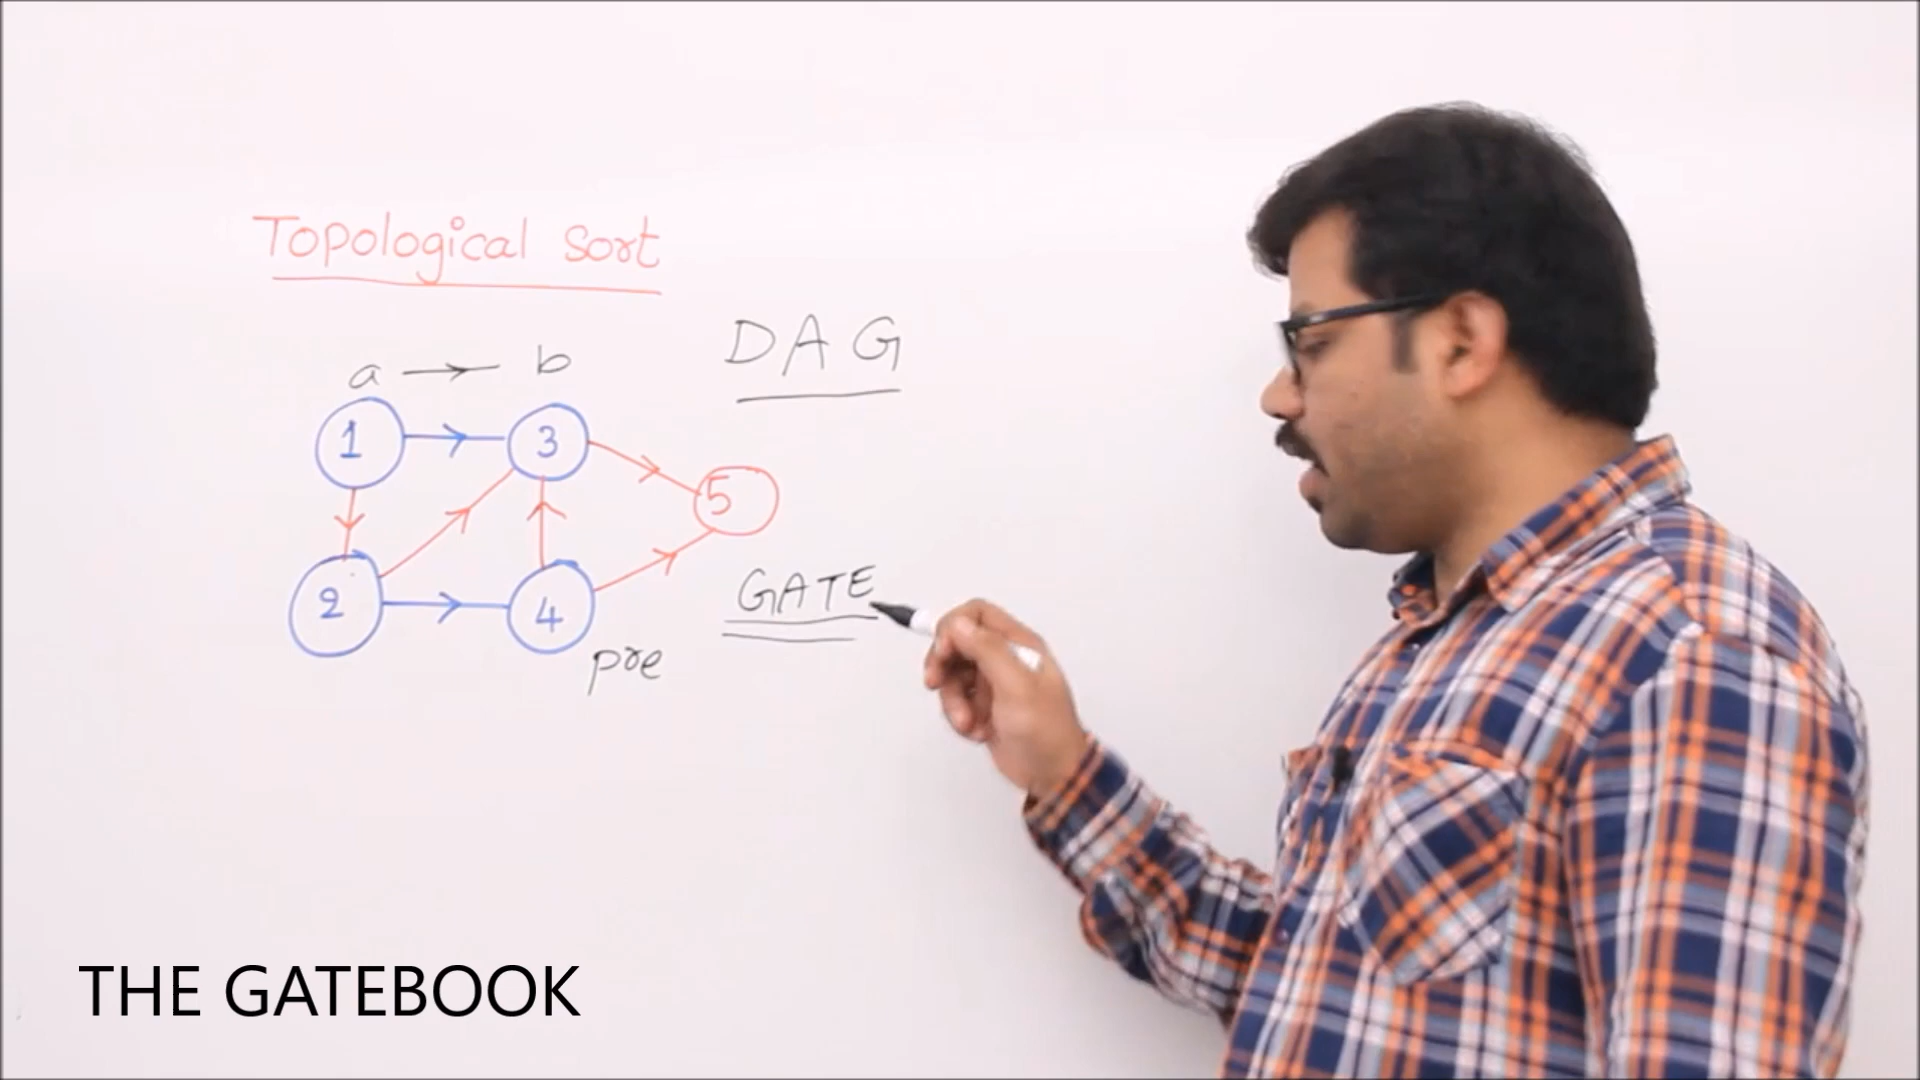 Topological Sort
a → b
DAG
1
3
5
2
4
GATE
pre
THE GATEBOOK